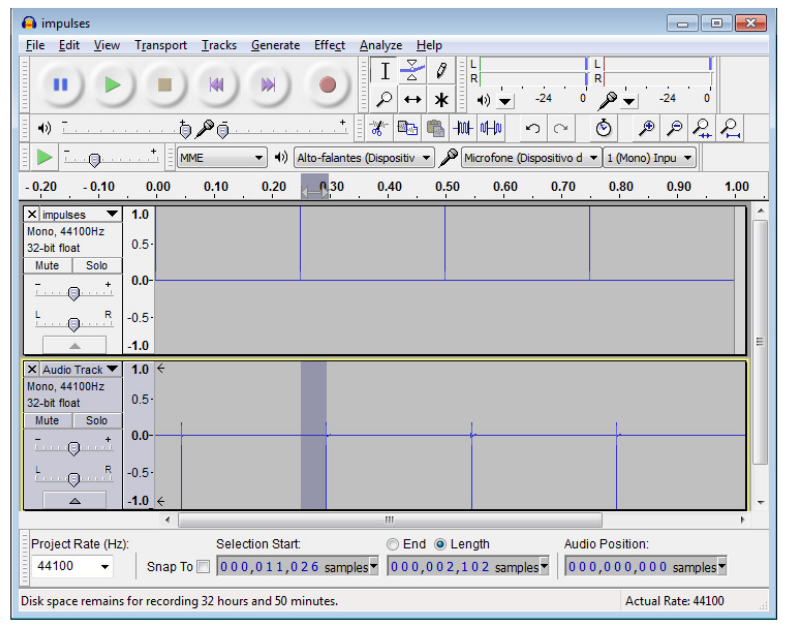 impulses
File Edit View Transport Tracks Generate Effect Analyze Help
L
R
-24 0
L
R
-24 0
MME
Alto-falantes (Dispositiv
Microfone (Dispositivo d
1 (Mono) Inpu
- 0.20 - 0.10 0.00 0.10 0.20 0.30 0.40 0.50 0.60 0.70 0.80 0.90 1.00
impulses
Mono, 44100Hz
32-bit float
Mute Solo
- +
L R
1.0
0.5
0.0
-0.5
-1.0
Audio Track
Mono, 44100Hz
32-bit float
Mute Solo
- +
L R
1.0
0.5
0.0
-0.5
-1.0
Project Rate (Hz): Selection Start: End Length Audio Position:
44100 Snap To 000,011,026 samples 000,002,102 samples 000,000,000 samples
Disk space remains for recording 32 hours and 50 minutes. Actual Rate: 44100